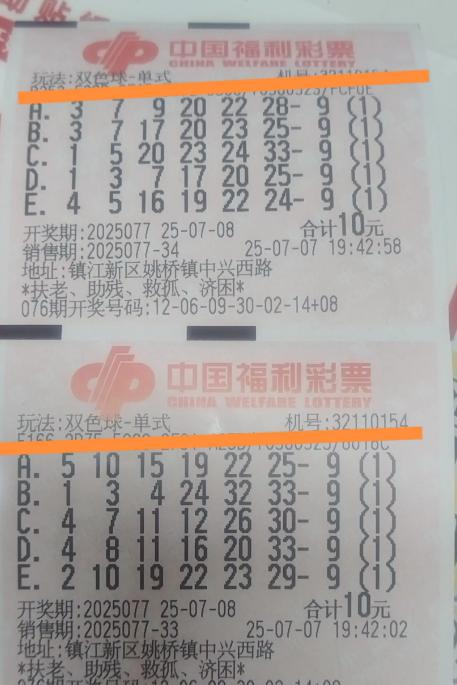 中国福利彩票
CHINA WELFARE LOTTERY
玩法:双色球-单式 机号:32110154
A. 3 7 9 20 22 28- 9 (1)
B. 3 7 17 20 23 25- 9 (1)
C. 1 5 20 23 24 33- 9 (1)
D. 1 3 7 17 20 25- 9 (1)
E. 4 5 16 19 22 24- 9 (1)
开奖期:2025077 25-07-08 合计10元
销售期:2025077-34 25-07-07 19:42:58
地址:镇江新区姚桥镇中兴西路
*扶老、助残、救孤、济困*
076期开奖号码:12-06-09-30-02-14+08
中国福利彩票
CHINA WELFARE LOTTERY
玩法:双色球-单式 机号:32110154
A. 5 10 15 19 22 25- 9 (1)
B. 1 3 4 24 32 33- 9 (1)
C. 4 7 11 12 26 30- 9 (1)
D. 4 8 11 16 20 33- 9 (1)
E. 2 10 19 22 23 29- 9 (1)
开奖期:2025077 25-07-08 合计10元
销售期:2025077-33 25-07-07 19:42:02
地址:镇江新区姚桥镇中兴西路
*扶老、助残、救孤、济困*